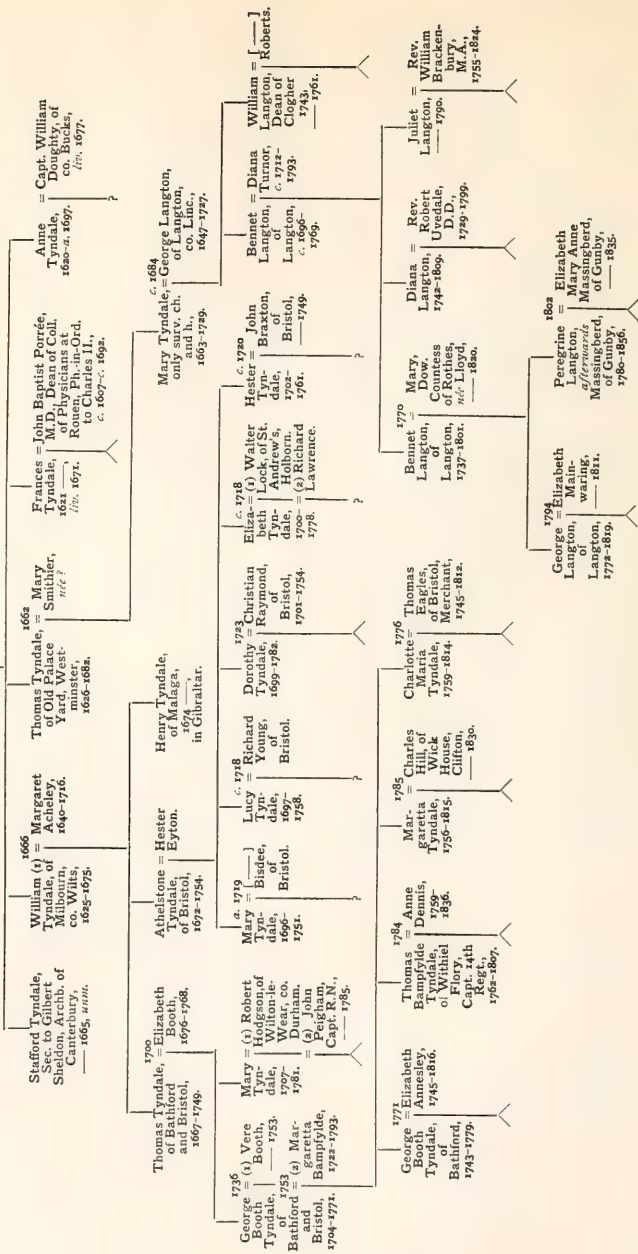 Stafford Tyndale,
Sec. to Gilbert
Sheldon, Archb. of
Canterbury,
—— 1665, unm.
1666
William (1) = Margaret
Tyndale, of Acheley,
Milbourn, 1640-1716.
co. Wilts,
1625-1675.
1662
Thomas Tyndale, = Mary
of Old Palace Smithier,
Yard, West- née ?
minster,
1626-1682.
Frances = John Baptist Porrée,
Tyndale, M.D., Dean of Coll.
1621 ——, of Physicians at
liv. 1671. Rouen, Ph.-in-Ord.
to Charles II.,
c. 1607-c. 1692.
Anne = Capt. William
Tyndale, Doughty, of
1620-a. 1697. co. Bucks,
liv. 1677.
?
1700
Thomas Tyndale, = Elizabeth
of Bathford Booth,
and Bristol, 1676-1768.
1667-1749.
Athelstone = Hester
Tyndale, Eyton.
of Bristol,
1672-1754.
Henry Tyndale,
of Malaga,
1674 ——,
in Gibraltar.
c. 1684
Mary Tyndale, = George Langton,
only surv. ch. of Langton,
and h., co. Linc.,
1663-1729. 1647-1727.
1736
George = (1) Vere
Booth Booth,
Tyndale, —— 1753.
of 1753
Bathford = (2) Mar-
and garetta
Bristol, Bampfylde,
1704-1771. 1722-1793.
Mary = (1) Robert
Tyn- Hodgson, of
dale, Wilton-le-
1707- Wear, co.
1781. Durham.
= (2) John
Peigham,
Capt. R.N.,
—— 1785.
a. 1719
Mary = [——]
Tyn- Bisdee,
dale, of
1696- Bristol.
1751.
?
c. 1718
Lucy = Richard
Tyn- Young,
dale, of
1697- Bristol.
1758.
?
1723
Dorothy = Christian
Tyndale, Raymond,
1699-1782. of
Bristol,
1701-1754.
c. 1718
Eliza- = (1) Walter
beth Lock, of St.
Tyn- Andrew's,
dale, Holborn.
1700- = (2) Richard
1778. Lawrence.
?
c. 1720
Hester = John
Tyn- Braxton,
dale, of
1702- Bristol,
1761. —— 1749.
?
Bennet = Diana
Langton, Turnor,
of c. 1712-
Langton, 1793.
c. 1696-
1769.
William = [——]
Langton, Roberts.
Dean of
Clogher
1743,
—— 1761.
1771
George = Elizabeth
Booth Annesley,
Tyndale, 1745-1816.
of
Bathford,
1743-1779.
1784
Thomas = Anne
Bampfylde Dennis,
Tyndale, 1759-
of Withiel 1836.
Flory,
Capt. 14th
Regt.,
1762-1807.
1785
Mar- = Charles
garetta Hill, of
Tyndale, Wick
1756-1815. House,
Clifton,
—— 1830.
1776
Charlotte = Thomas
Maria Eagles,
Tyndale, of Bristol,
1759-1814. Merchant,
1745-1812.
1770
Bennet = Mary,
Langton, Dow.
of Countess
Langton, of Rothes,
1737-1801. née Lloyd,
—— 1820.
Diana = Rev.
Langton, Robert
1742-1809. Uvedale,
D.D.,
1729-1799.
Juliet = Rev.
Langton, William
—— 1790. Bracken-
bury,
M.A.,
1755-1824.
1794
George = Elizabeth
Langton, Main-
of waring,
Langton, —— 1811.
1772-1819.
1802
Peregrine = Elizabeth
Langton, Mary Anne
afterwards Massingberd,
Massingberd, of Gunby,
of Gunby, —— 1835.
1780-1856.